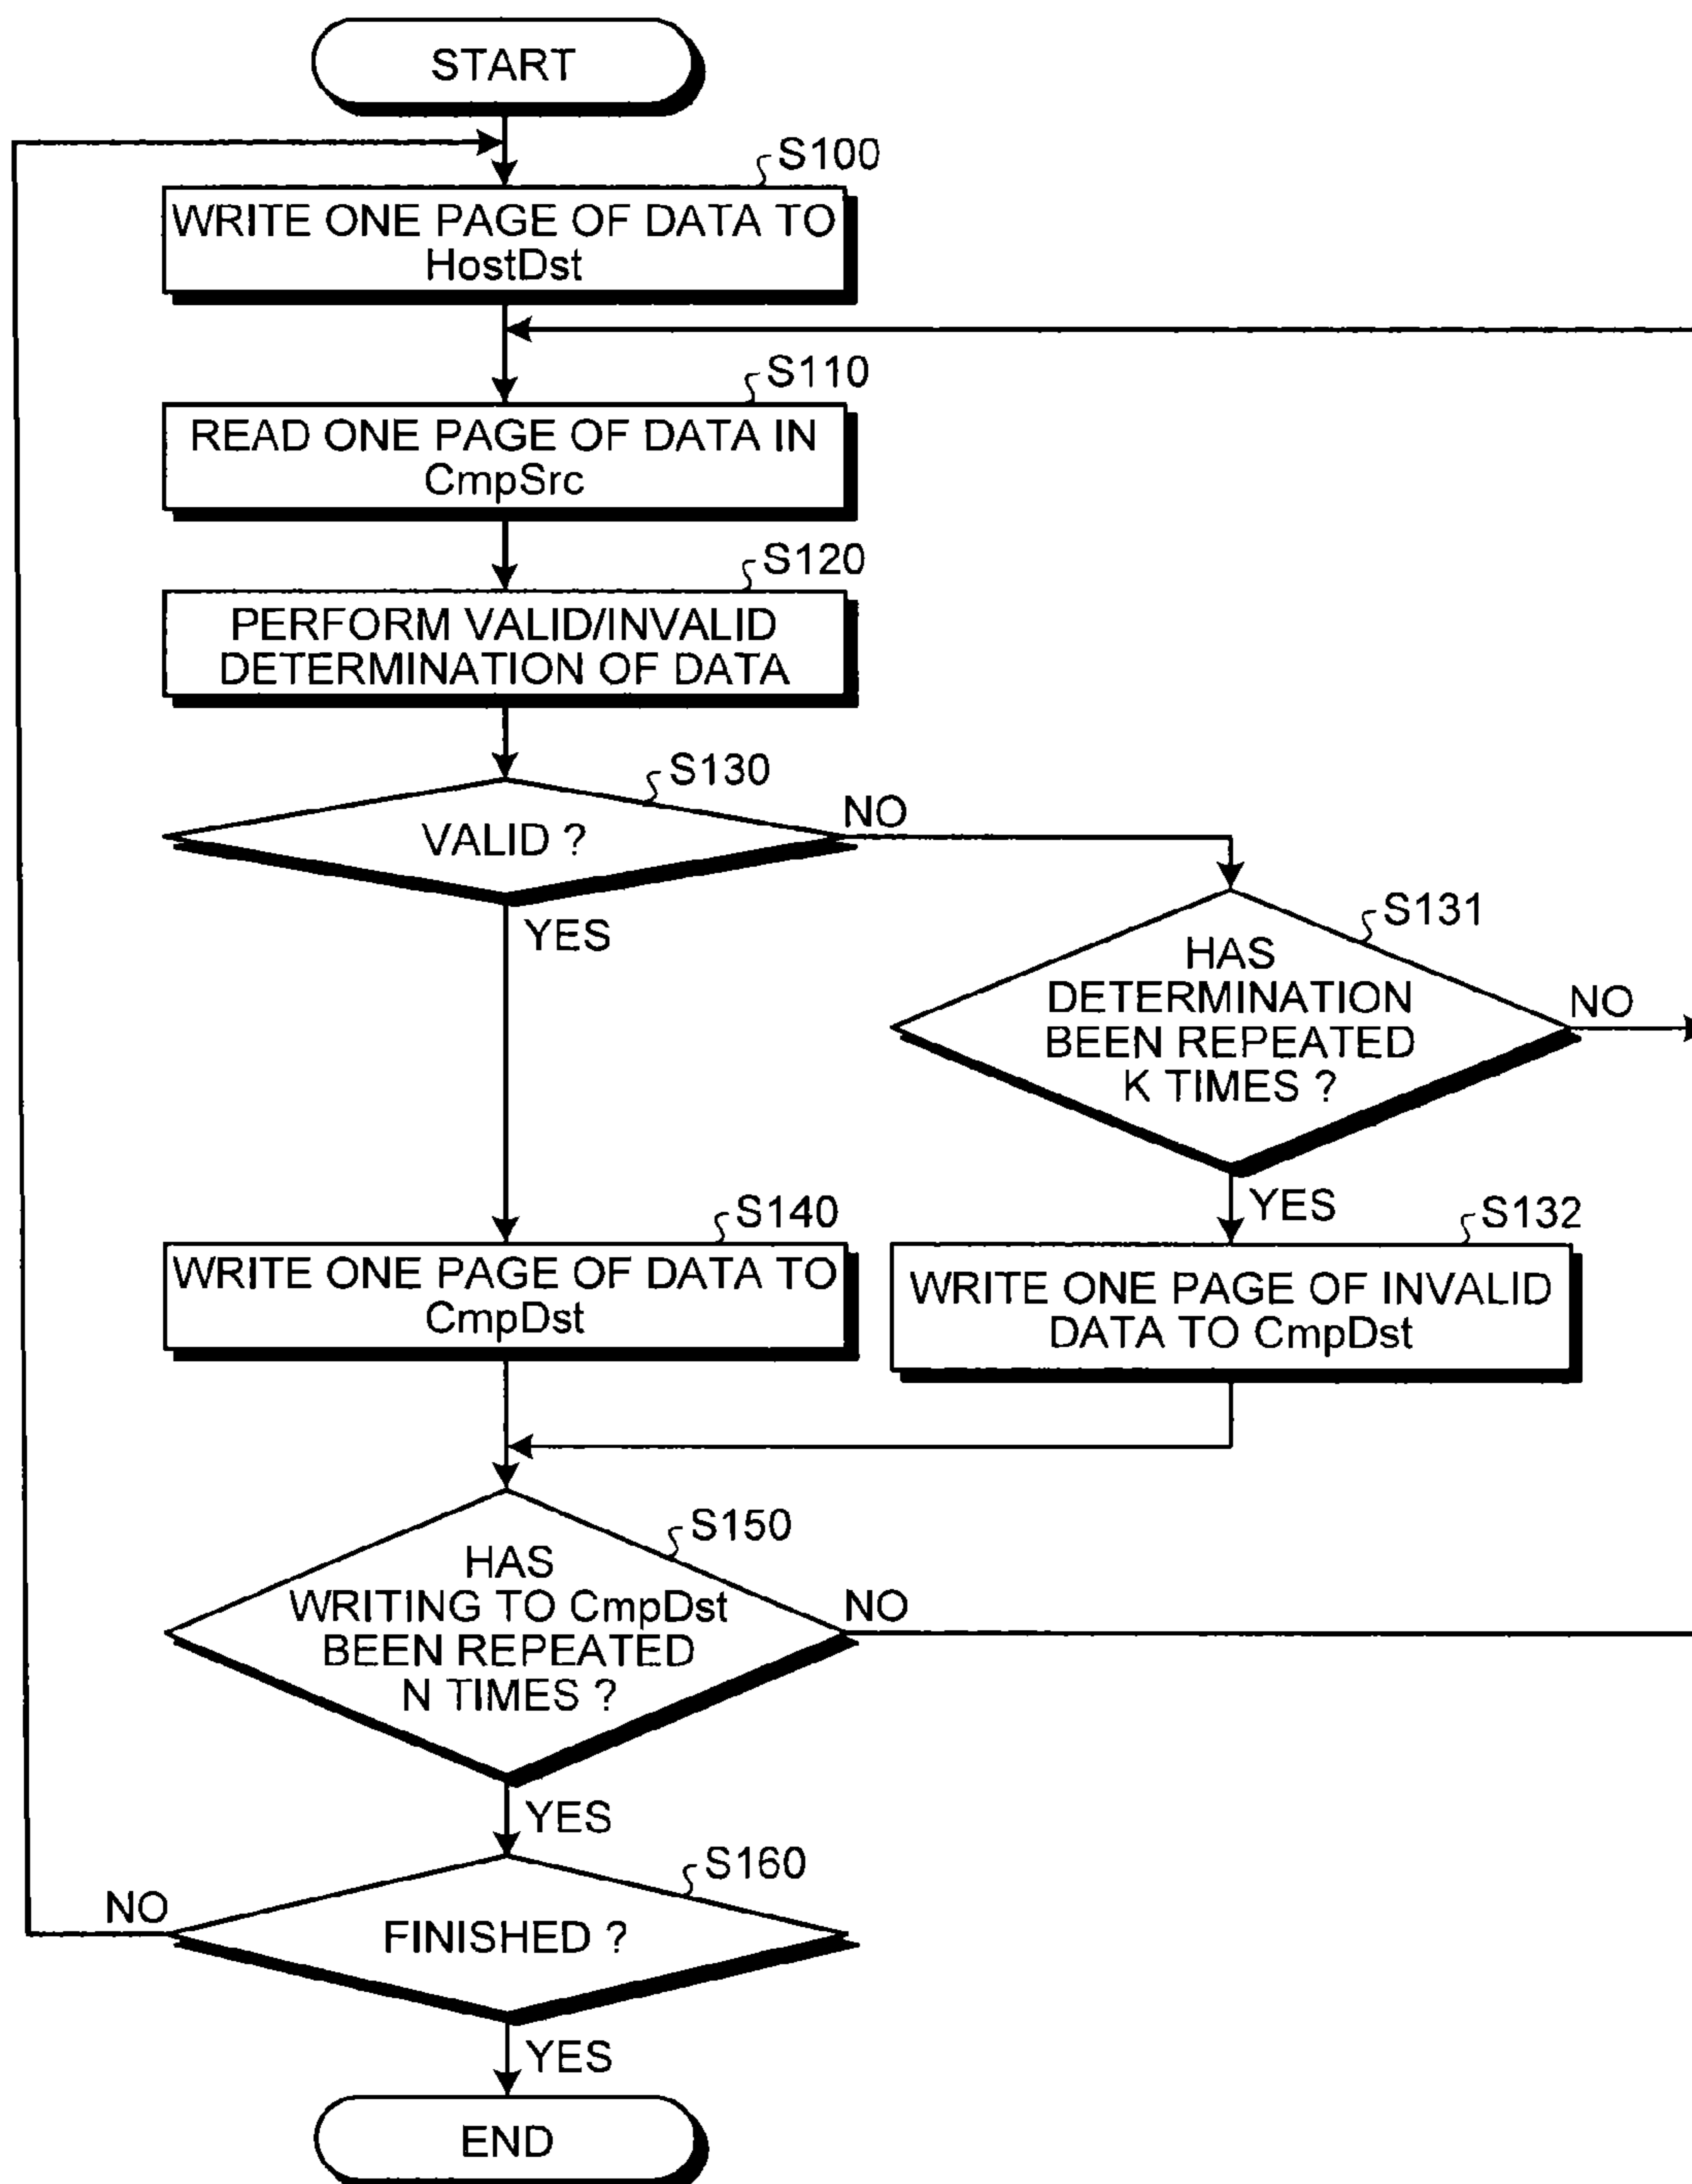 START
S100
WRITE ONE PAGE OF DATA TO
HostDst
S110
READ ONE PAGE OF DATA IN
CmpSrc
S120
PERFORM VALID/INVALID
DETERMINATION OF DATA
S130
VALID ?
NO
YES
S131
HAS
DETERMINATION
BEEN REPEATED
K TIMES ?
NO
YES
S140
WRITE ONE PAGE OF DATA TO
CmpDst
S132
WRITE ONE PAGE OF INVALID
DATA TO CmpDst
S150
HAS
WRITING TO CmpDst
BEEN REPEATED
N TIMES ?
NO
YES
S160
FINISHED ?
NO
YES
END